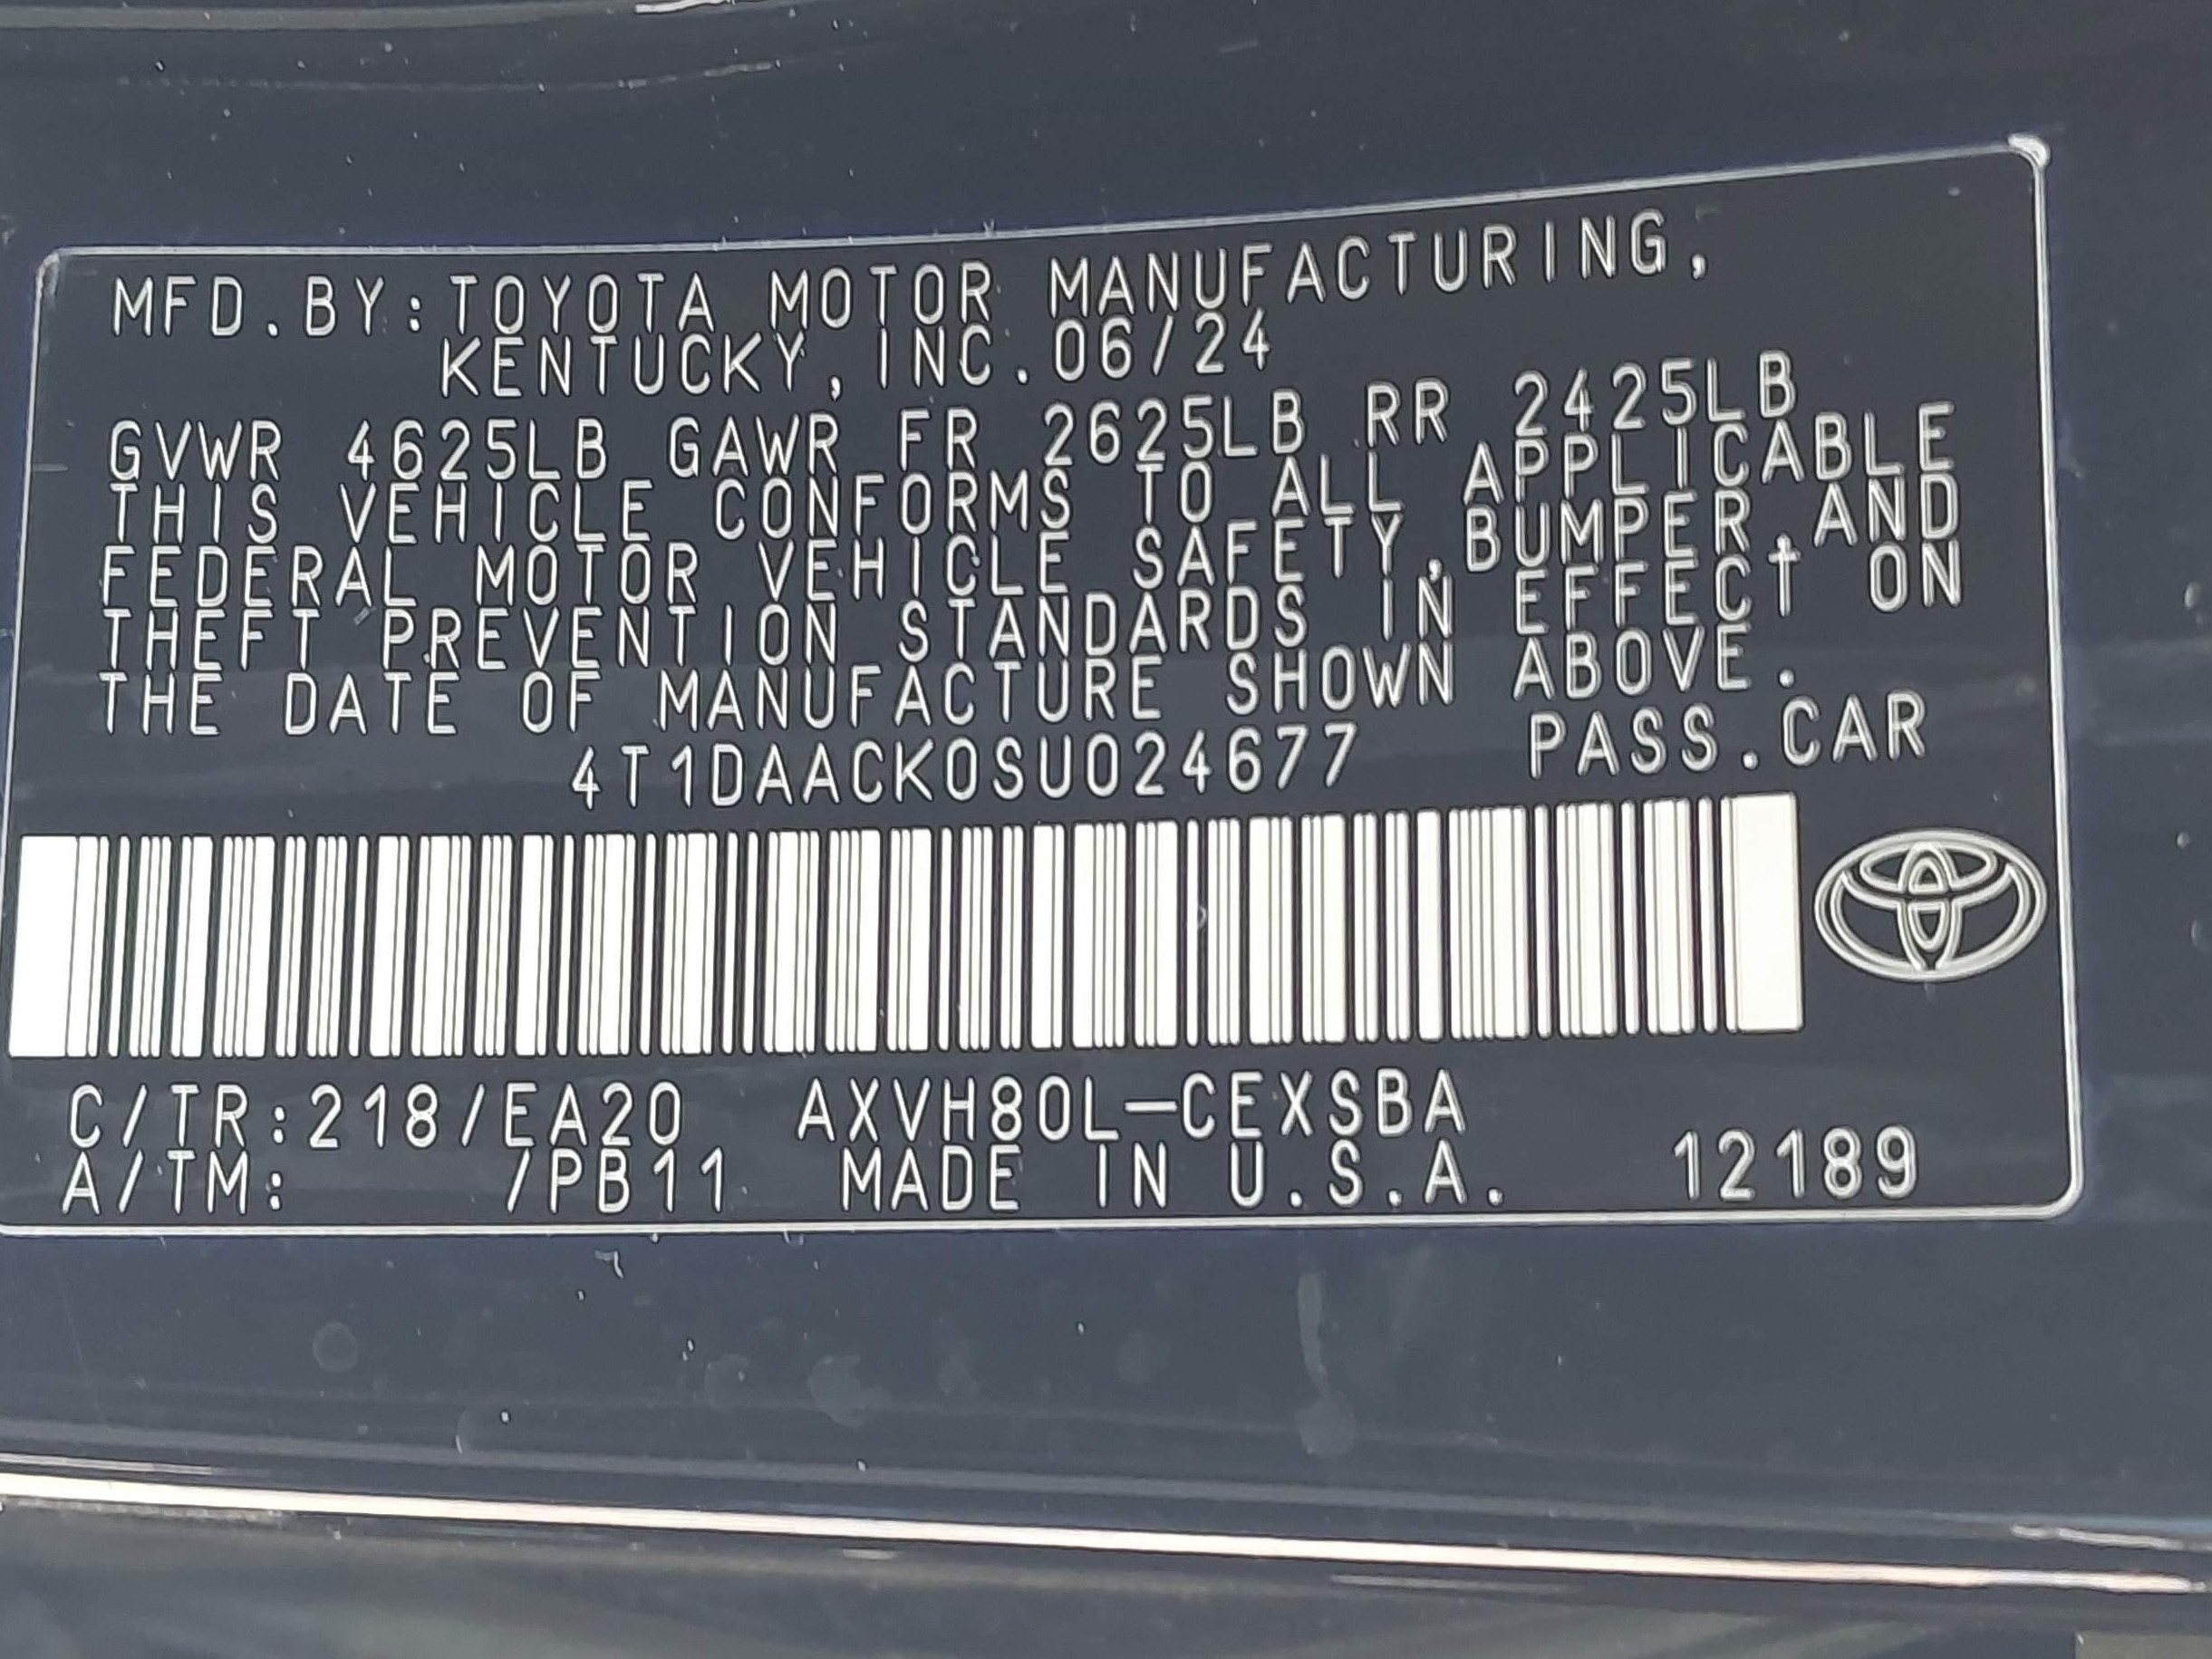 MFD.BY:TOYOTA MOTOR MANUFACTURING,
KENTUCKY, INC.06/24
GVWR 4625LB GAWR FR 2625LB RR 2425LB
THIS VEHICLE CONFORMS TO ALL APPLICABLE
FEDERAL MOTOR VEHICLE SAFETY,BUMPER,AND
THEFT PREVENTION STANDARDS IN EFFECT ON
THE DATE OF MANUFACTURE SHOWN ABOVE.
4T1DAACK0SU024677 PASS.CAR
C/TR:218/EA20 AXVH80L-CEXSBA
A/TM: /PB11 MADE IN U.S.A. 12189